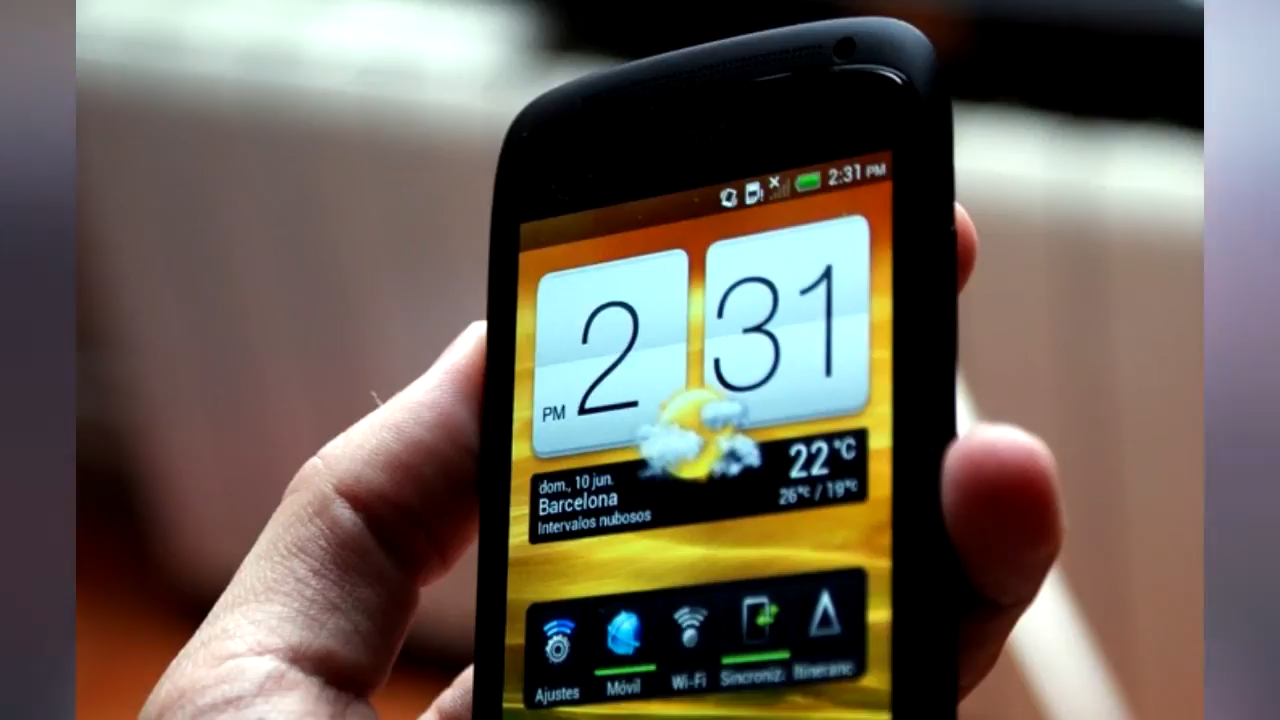 2:31 PM
2 31
PM
22°C
dom., 10 jun.
Barcelona
26°C / 19°C
Intervalos nubosos
Ajustes Móvil Wi-Fi Sincroniz. Itineranc.